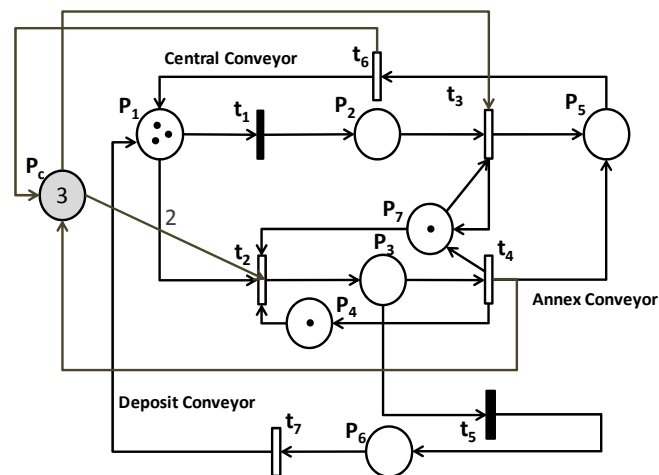 Central Conveyor
t6
P1
t1
P2
t3
P5
Pc
3
2
P7
t2
P3
t4
P4
Annex Conveyor
Deposit Conveyor
t7
P6
t5